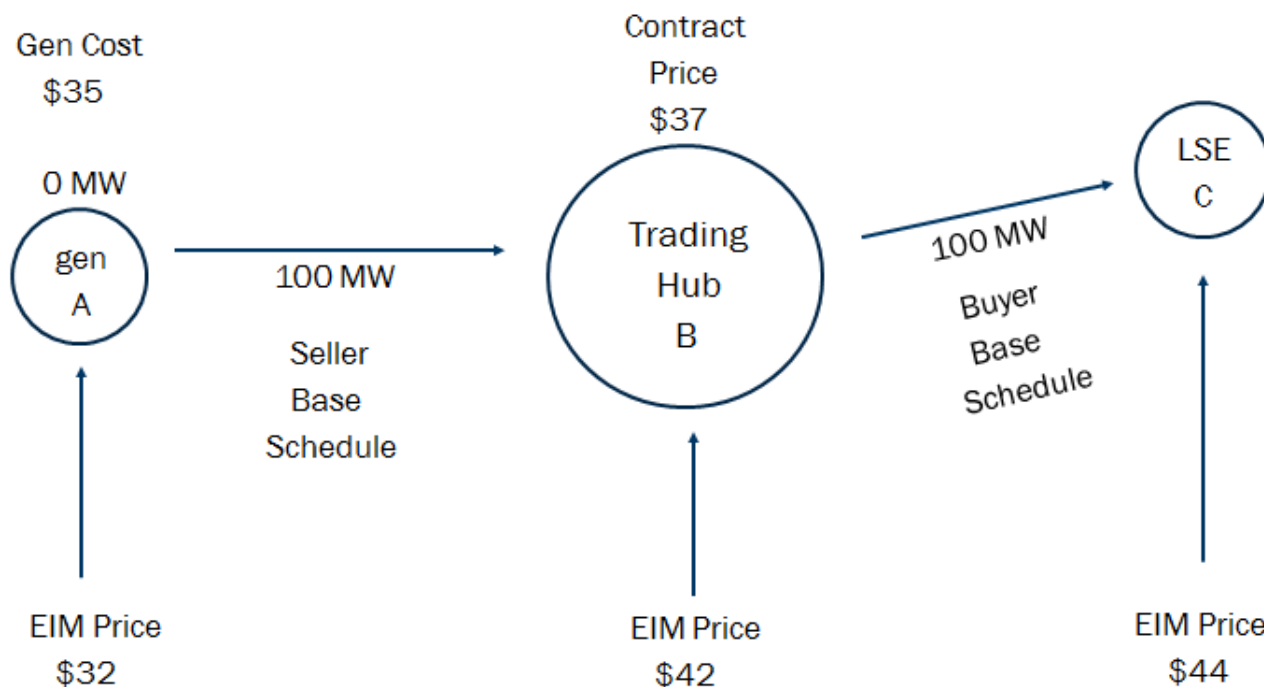 Gen Cost
$35
0 MW
gen
A
100 MW
Seller
Base
Schedule
EIM Price
$32
Contract
Price
$37
Trading
Hub
B
EIM Price
$42
100 MW
Buyer
Base
Schedule
LSE
C
EIM Price
$44